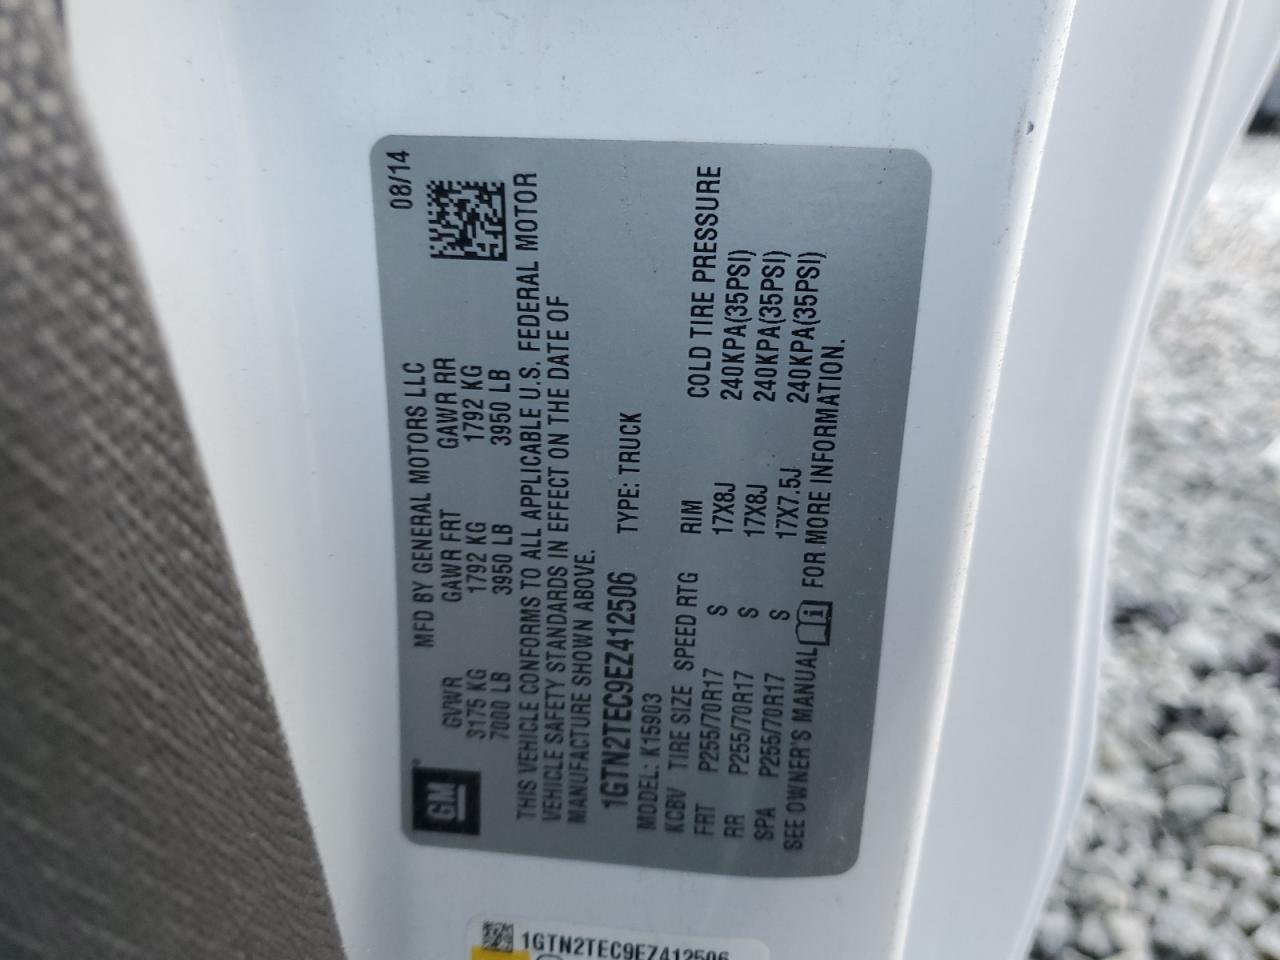 08/14
MFD BY GENERAL MOTORS LLC
GVWR GAWR FRT GAWR RR
3175 KG 1792 KG 1792 KG
7000 LB 3950 LB 3950 LB
GM
THIS VEHICLE CONFORMS TO ALL APPLICABLE U.S. FEDERAL MOTOR
VEHICLE SAFETY STANDARDS IN EFFECT ON THE DATE OF
MANUFACTURE SHOWN ABOVE.
1GTN2TEC9EZ412506 TYPE: TRUCK
MODEL: K15903
KCBV TIRE SIZE SPEED RTG RIM COLD TIRE PRESSURE
FRT P255/70R17 S 17X8J 240KPA(35PSI)
RR P255/70R17 S 17X8J 240KPA(35PSI)
SPA P255/70R17 S 17X7.5J 240KPA(35PSI)
SEE OWNER'S MANUAL i FOR MORE INFORMATION.
1GTN2TEC9EZ412506